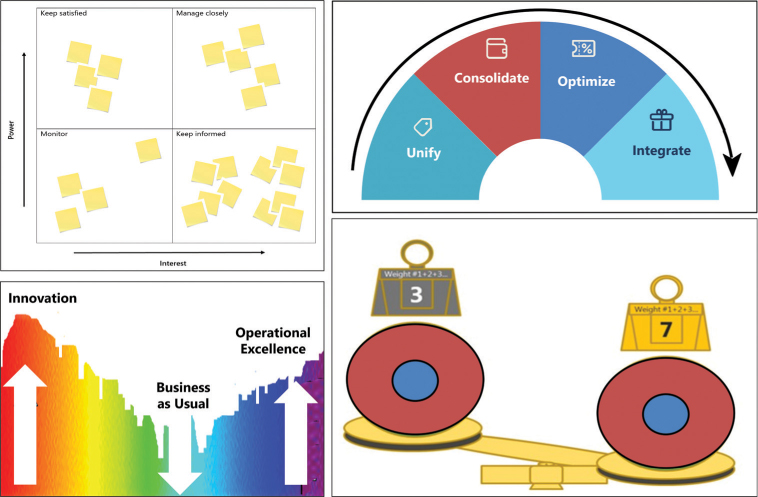 Keep satisfied
Manage closely
Power
Monitor
Keep informed
Interest
Unify
Consolidate
%
Optimize
Integrate
Innovation
Business
as Usual
Operational
Excellence
Weight #1+2+3...
3
Weight #1+2+3...
7